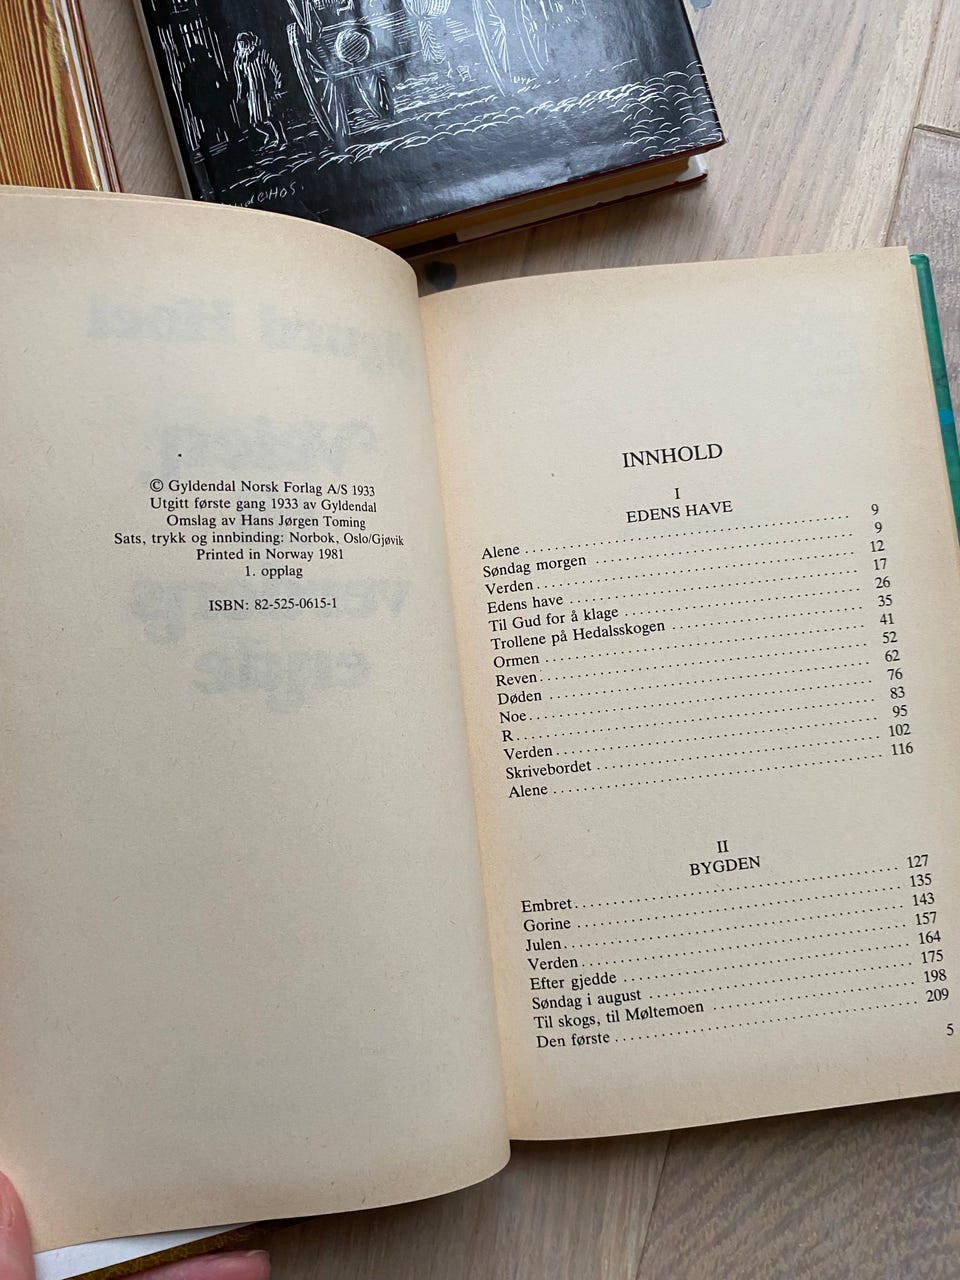 © Gyldendal Norsk Forlag A/S 1933
Utgitt første gang 1933 av Gyldendal
Omslag av Hans Jørgen Toming
Sats, trykk og innbinding: Norbok, Oslo/Gjøvik
Printed in Norway 1981
1. opplag
ISBN: 82-525-0615-1
INNHOLD
I
EDENS HAVE
Alene ........ 9
Søndag morgen ........ 9
Verden ........ 12
Edens have ........ 17
Til Gud for å klage ........ 26
Trollene på Hedalsskogen ........ 35
Ormen ........ 41
Reven ........ 52
Døden ........ 62
Noe ........ 76
R ........ 83
Verden ........ 95
Skrivebordet ........ 102
Alene ........ 116
II
BYGDEN
Embret ........ 127
Gorine ........ 135
Julen ........ 143
Verden ........ 157
Efter gjedde ........ 164
Søndag i august ........ 175
Til skogs, til Møltemoen ........ 198
Den første ........ 209
5